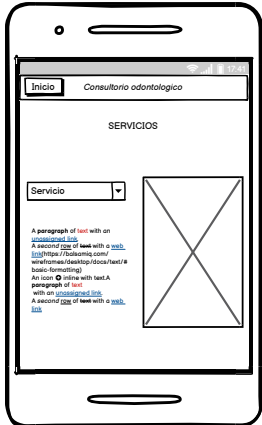 17:41
Inicio
Consultorio odontologico
SERVICIOS
Servicio
A paragraph of text with an
unassigned link.
A second row of text with a web
link(https://balsamiq.com/
wireframes/desktop/docs/text/#
basic-formatting)
An icon inline with text.A
paragraph of text
with an unassigned link.
A second row of text with a web
link